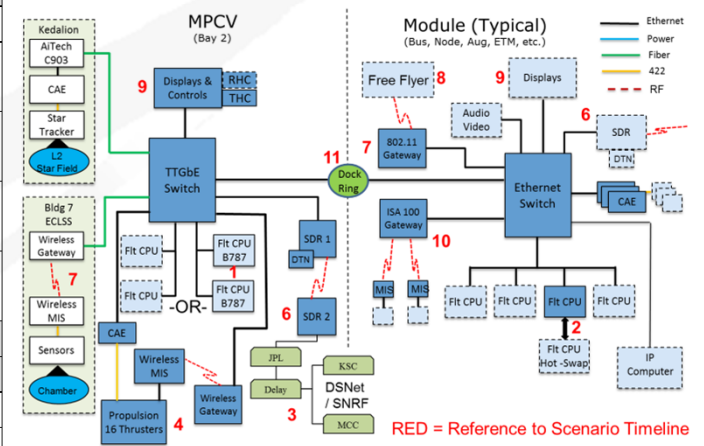 MPCV
(Bay 2)
Module (Typical)
(Bus, Node, Aug, ETM, etc.)
Ethernet
Power
Fiber
422
RF
Kedalion
AiTech
C903
CAE
Star
Tracker
L2
Star Field
9
Displays &
Controls
RHC
THC
TTGbE
Switch
11
Dock
Ring
Free Flyer
8
9
Displays
Audio
Video
7
802.11
Gateway
6
SDR
DTN
Ethernet
Switch
CAE
ISA 100
Gateway
10
MIS
MIS
Bldg 7
ECLSS
Wireless
Gateway
7
Wireless
MIS
Sensors
Chamber
Flt CPU
Flt CPU
B787
1
Flt CPU
-OR-
Flt CPU
B787
SDR 1
DTN
6
SDR 2
CAE
Wireless
MIS
Propulsion
16 Thrusters
4
Wireless
Gateway
JPL
Delay
3
KSC
DSNet
/ SNRF
MCC
Flt CPU
Flt CPU
Flt CPU
Flt CPU
2
Flt CPU
Hot -Swap
IP
Computer
RED = Reference to Scenario Timeline